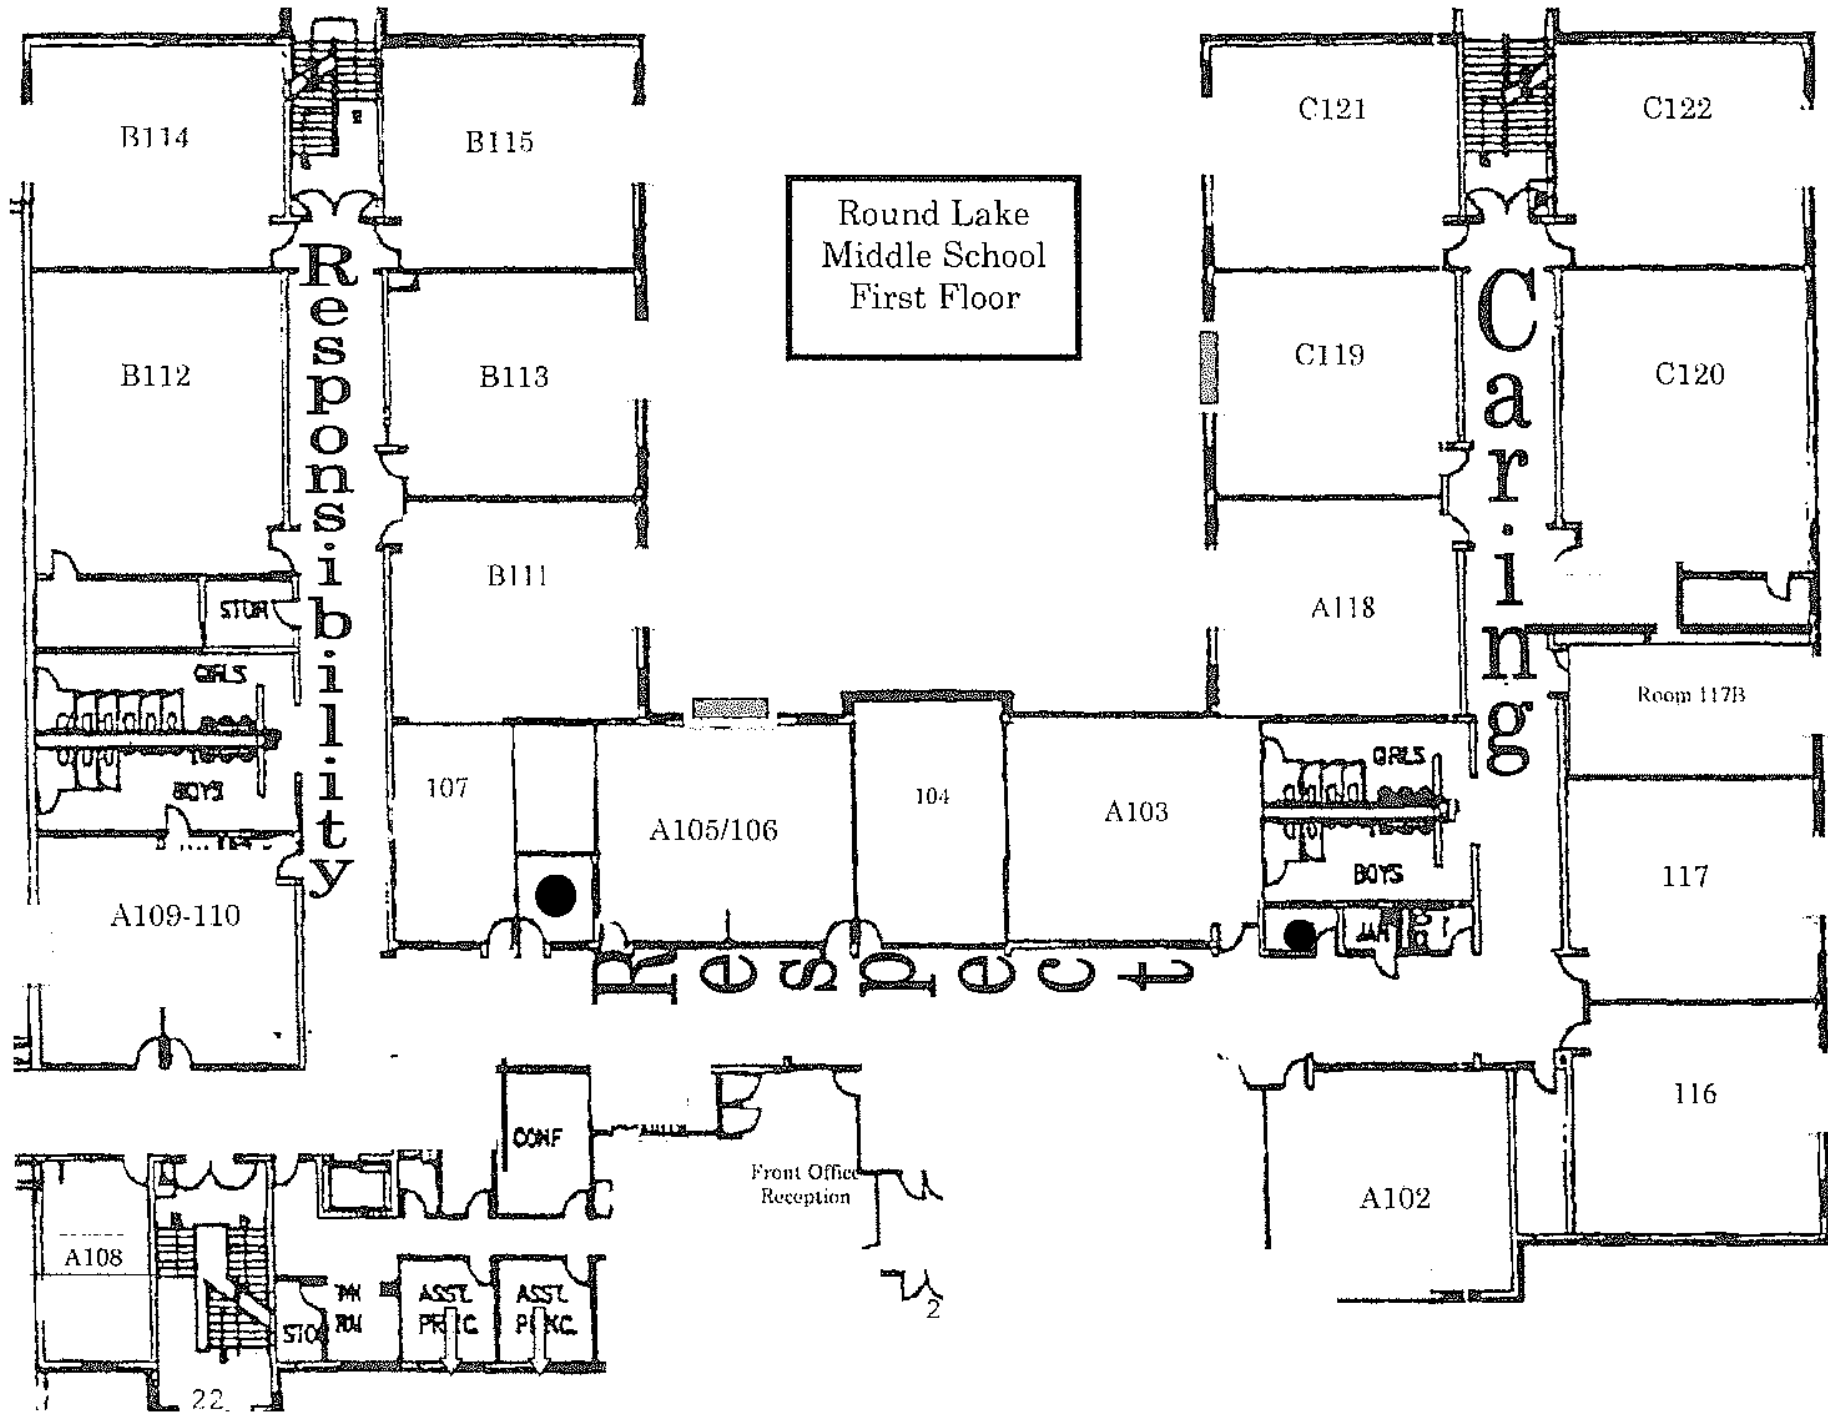 B114
B115
C121
C122
Round Lake
Middle School
First Floor
Responsibility
Caring
B112
B113
C119
C120
B111
A118
STOR
GIRLS
BOYS
Room 117B
107
A105/106
104
A103
GIRLS
BOYS
117
A109-110
JAN
Respect
CONF
116
Front Office
Reception
A102
A108
STO
ASST.
ASST.
2
22